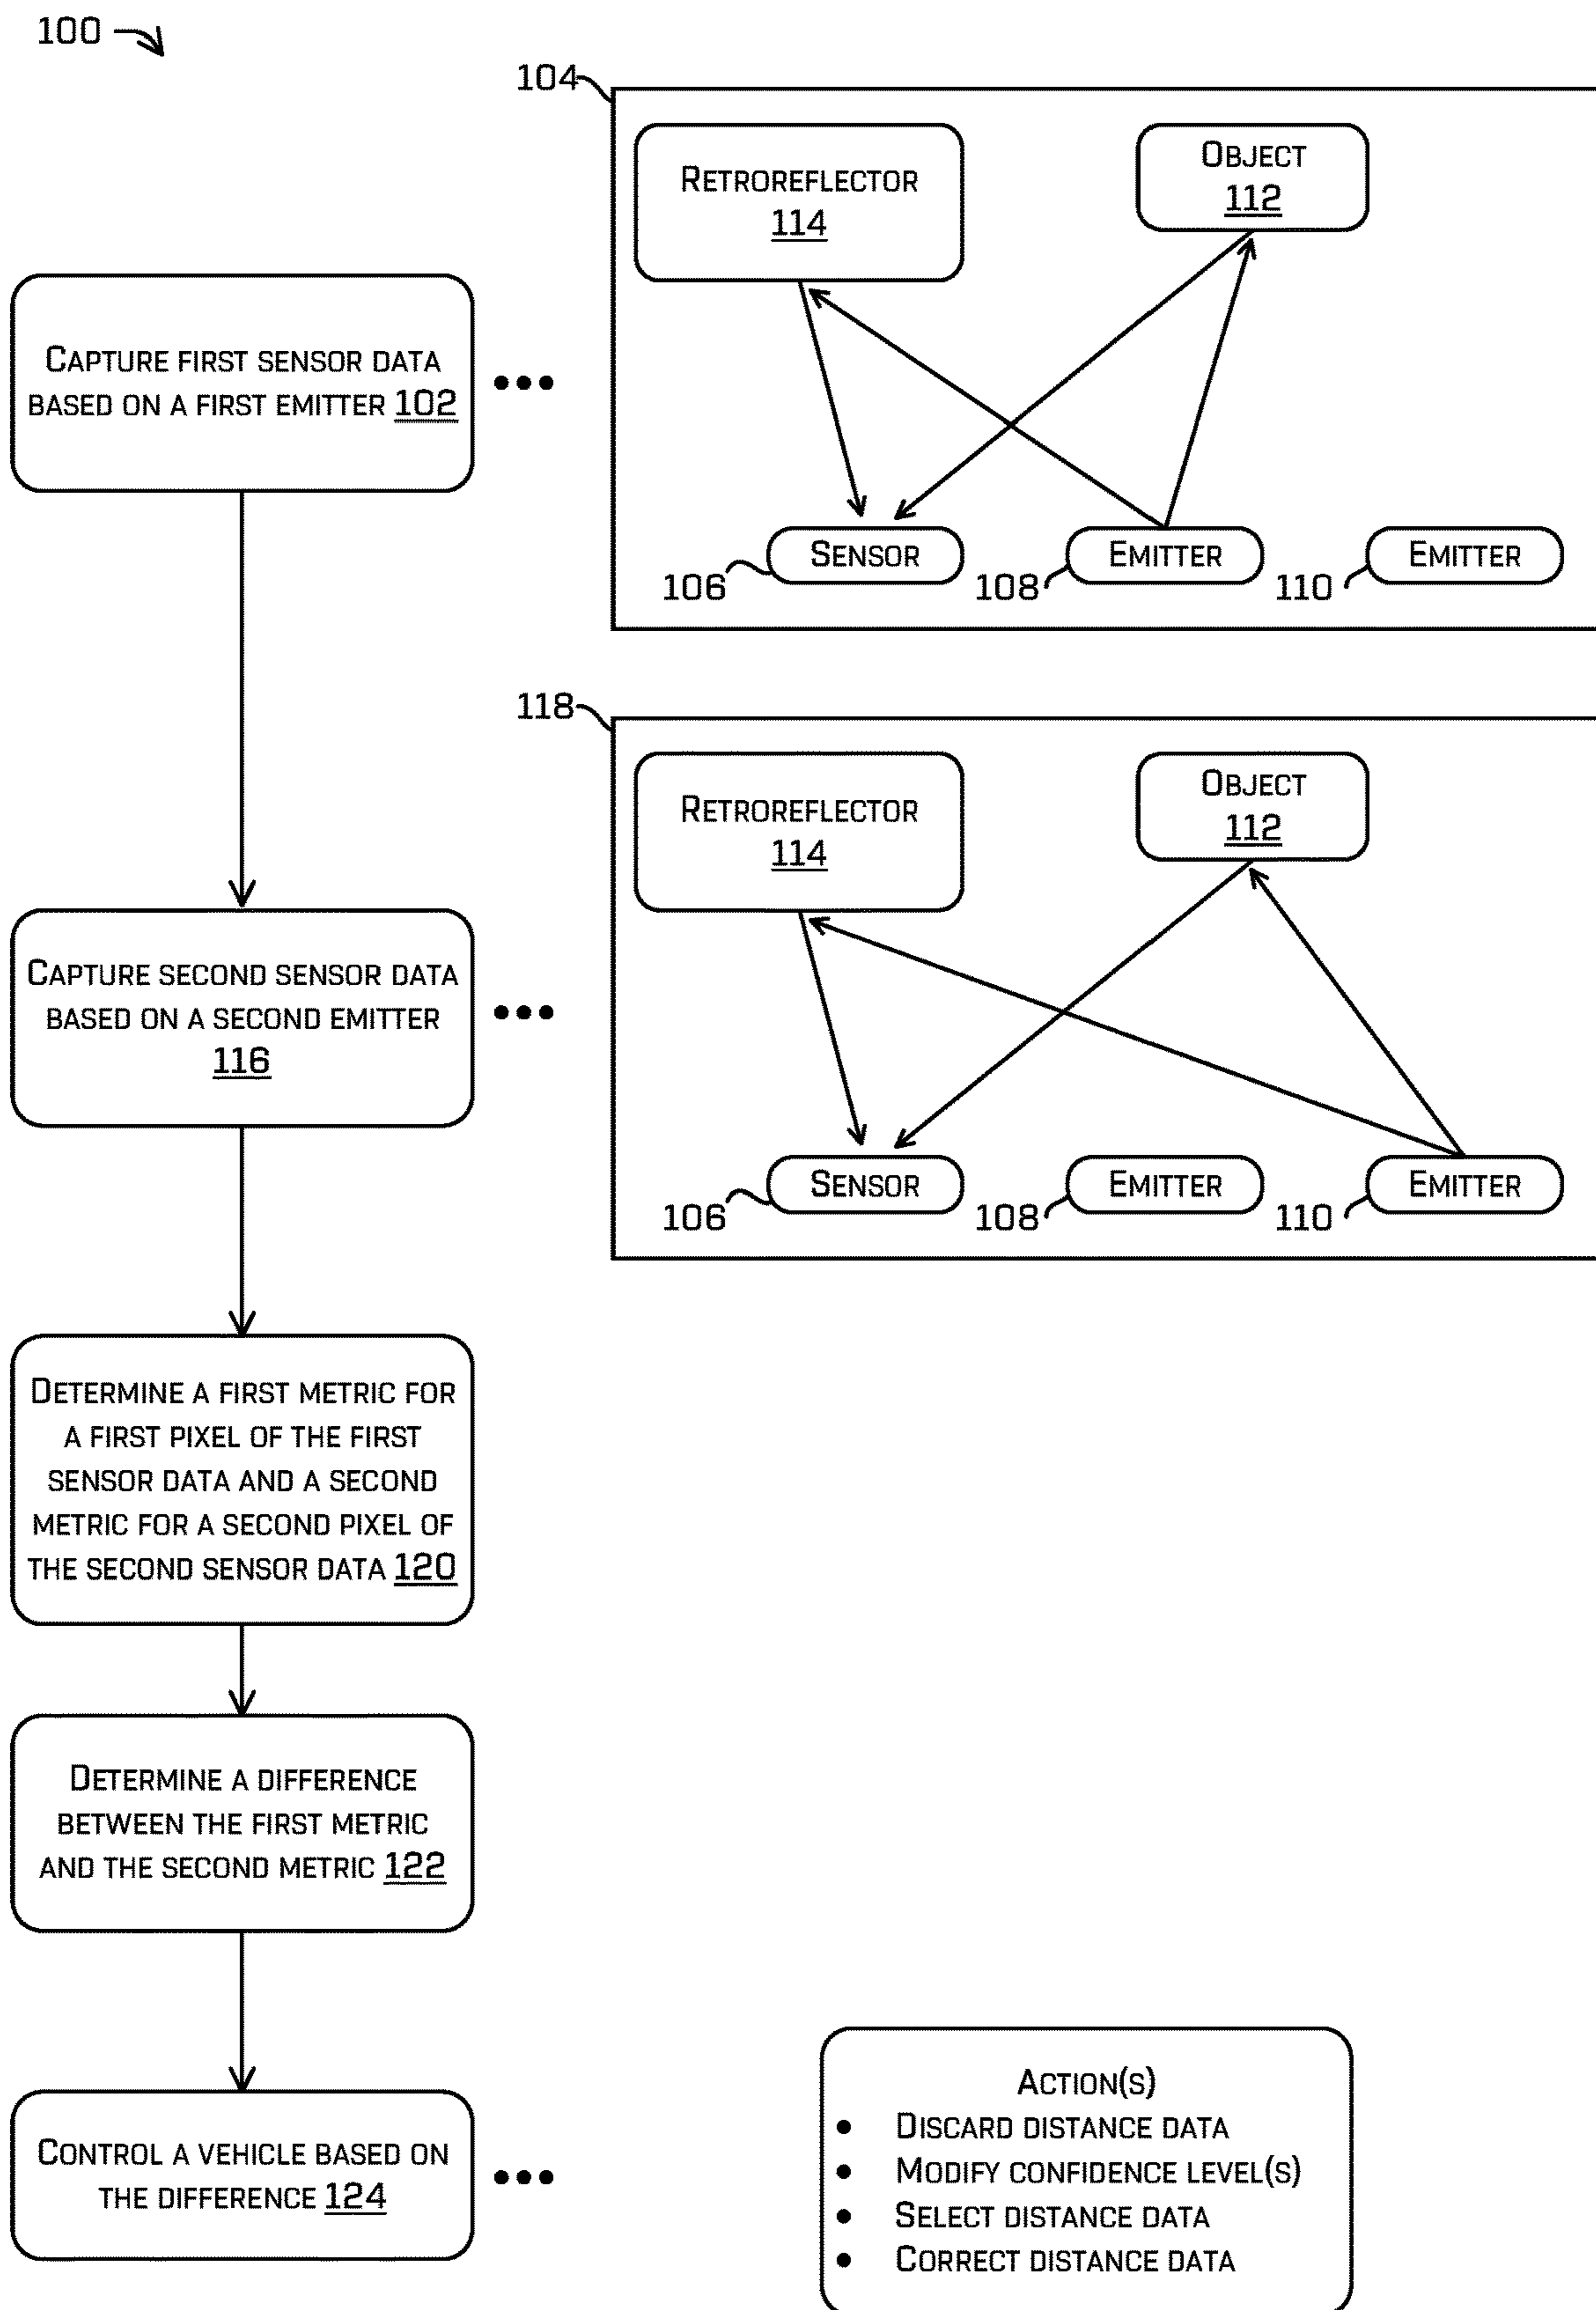 100
104
RETROREFLECTOR
114
OBJECT
112
CAPTURE FIRST SENSOR DATA
BASED ON A FIRST EMITTER 102
SENSOR
EMITTER
EMITTER
106
108
110
118
RETROREFLECTOR
114
OBJECT
112
CAPTURE SECOND SENSOR DATA
BASED ON A SECOND EMITTER
116
SENSOR
EMITTER
EMITTER
106
108
110
DETERMINE A FIRST METRIC FOR
A FIRST PIXEL OF THE FIRST
SENSOR DATA AND A SECOND
METRIC FOR A SECOND PIXEL OF
THE SECOND SENSOR DATA 120
DETERMINE A DIFFERENCE
BETWEEN THE FIRST METRIC
AND THE SECOND METRIC 122
CONTROL A VEHICLE BASED ON
THE DIFFERENCE 124
ACTION(S)
• DISCARD DISTANCE DATA
• MODIFY CONFIDENCE LEVEL(S)
• SELECT DISTANCE DATA
• CORRECT DISTANCE DATA